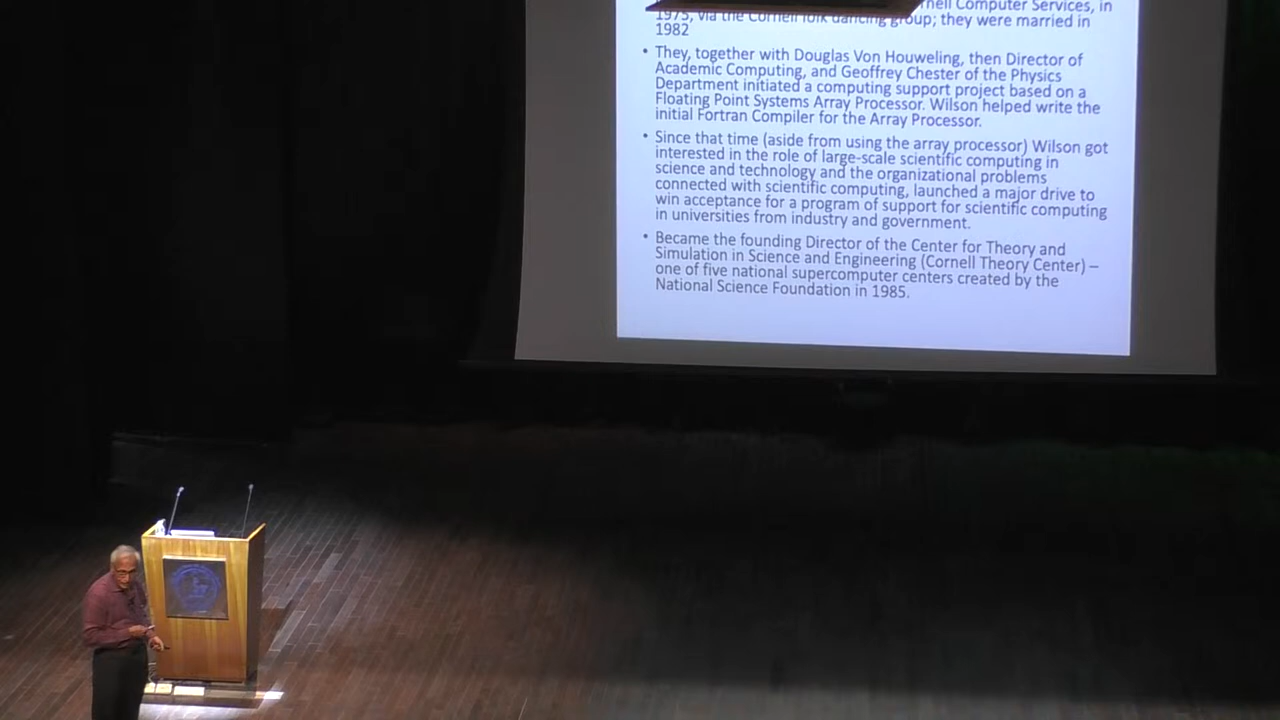 Cornell Computer Services, in
1975, via the Cornell folk dancing group; they were married in
1982
• They, together with Douglas Von Houweling, then Director of
Academic Computing, and Geoffrey Chester of the Physics
Department initiated a computing support project based on a
Floating Point Systems Array Processor. Wilson helped write the
initial Fortran Compiler for the Array Processor.
• Since that time (aside from using the array processor) Wilson got
interested in the role of large-scale scientific computing in
science and technology and the organizational problems
connected with scientific computing, launched a major drive to
win acceptance for a program of support for scientific computing
in universities from industry and government.
• Became the founding Director of the Center for Theory and
Simulation in Science and Engineering (Cornell Theory Center) –
one of five national supercomputer centers created by the
National Science Foundation in 1985.